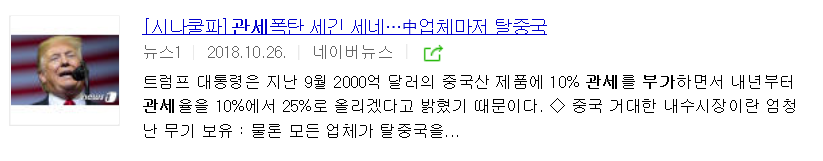 [시나쿨파] 관세폭탄 세긴 세네…中업체마저 탈중국
뉴스1 | 2018.10.26. | 네이버뉴스 |
트럼프 대통령은 지난 9월 2000억 달러의 중국산 제품에 10% 관세를 부가하면서 내년부터
관세율을 10%에서 25%로 올리겠다고 밝혔기 때문이다. ◇ 중국 거대한 내수시장이란 엄청
난 무기 보유 : 물론 모든 업체가 탈중국을...
news1